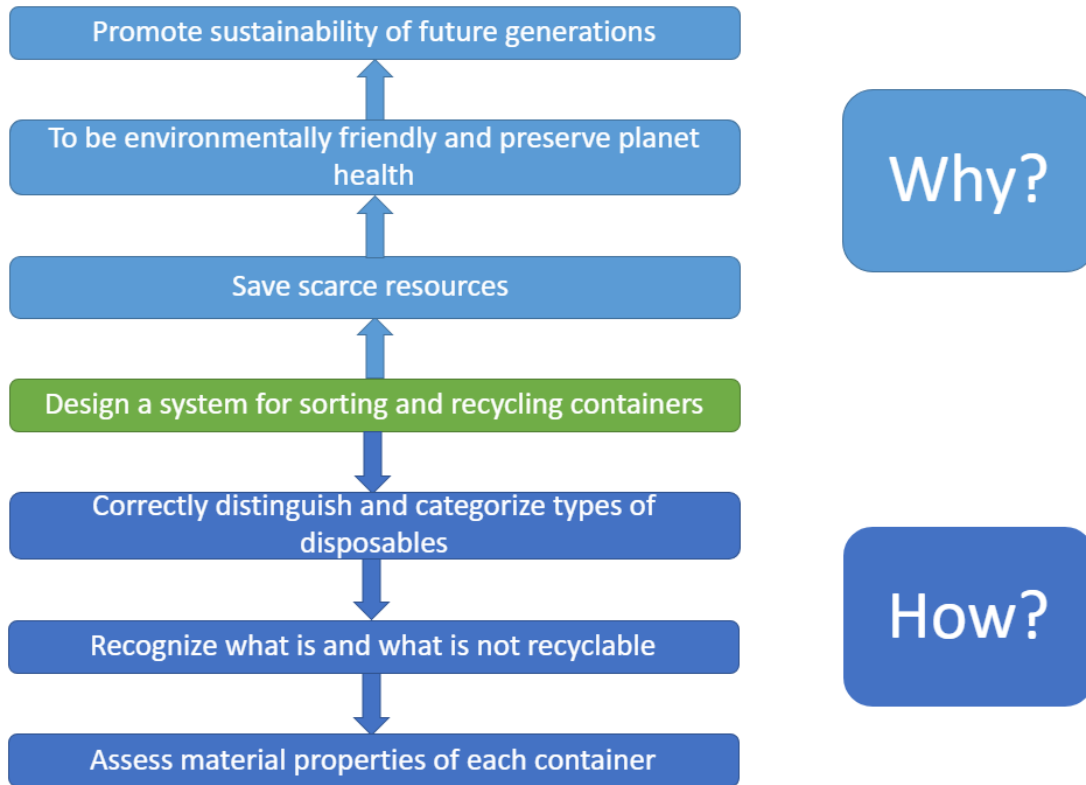 Promote sustainability of future generations
To be environmentally friendly and preserve planet
health
Why?
Save scarce resources
Design a system for sorting and recycling containers
Correctly distinguish and categorize types of
disposables
How?
Recognize what is and what is not recyclable
Assess material properties of each container